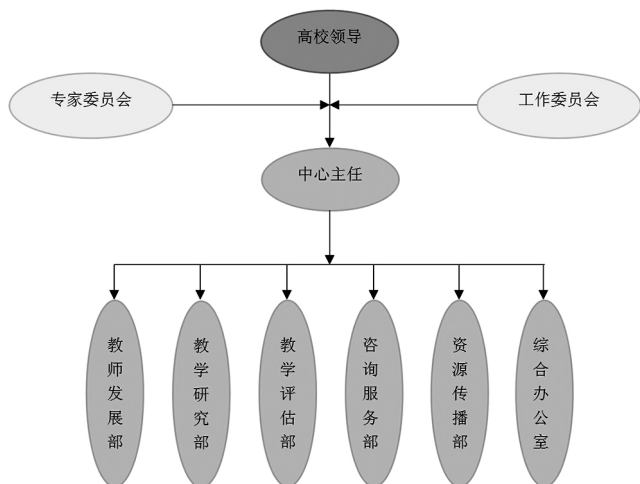 高校领导
专家委员会
工作委员会
中心主任
教师发展部
教学研究部
教学评估部
咨询服务部
资源传播部
综合办公室